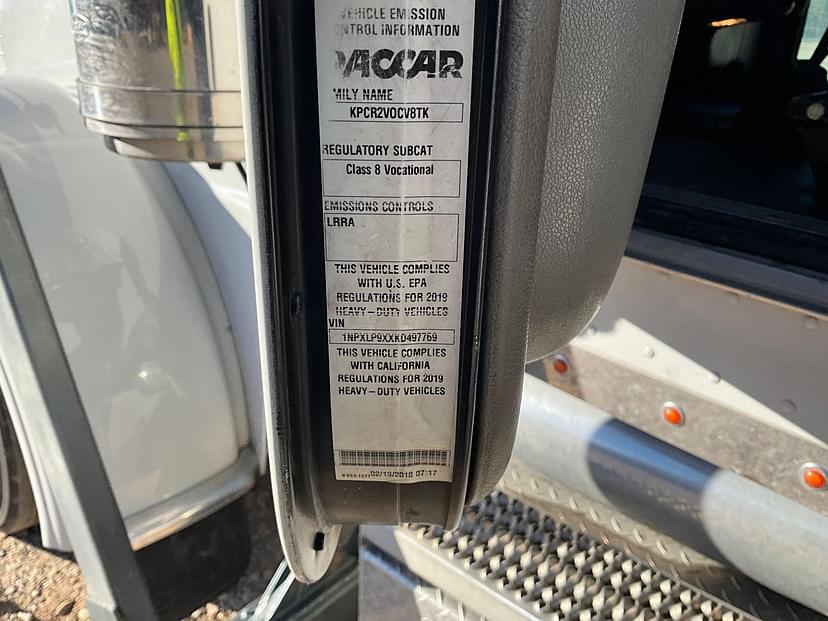 VEHICLE EMISSION
CONTROL INFORMATION
PACCAR
MILY NAME
KPCR2VOCV8TK
REGULATORY SUBCAT
Class 8 Vocational
EMISSIONS CONTROLS
LRRA
THIS VEHICLE COMPLIES
WITH U.S. EPA
REGULATIONS FOR 2019
HEAVY-DUTY VEHICLES
VIN
1NPXLP9XXKD497769
THIS VEHICLE COMPLIES
WITH CALIFORNIA
REGULATIONS FOR 2019
HEAVY-DUTY VEHICLES
02/19/2018 07:17